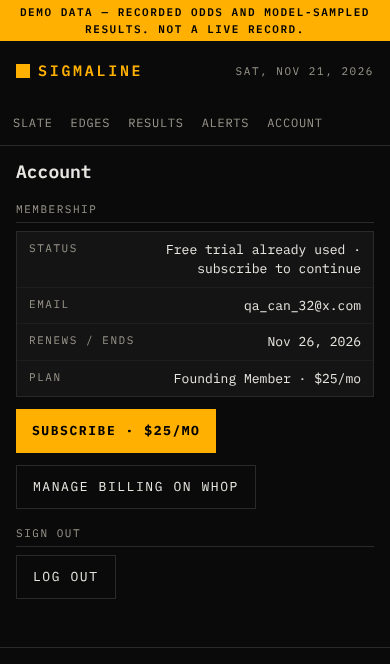 DEMO DATA — RECORDED ODDS AND MODEL-SAMPLED
RESULTS. NOT A LIVE RECORD.
SIGMALINE
SAT, NOV 21, 2026
SLATE EDGES RESULTS ALERTS ACCOUNT
Account
MEMBERSHIP
STATUS Free trial already used ·
subscribe to continue
EMAIL qa_can_32@x.com
RENEWS / ENDS Nov 26, 2026
PLAN Founding Member · $25/mo
SUBSCRIBE · $25/MO
MANAGE BILLING ON WHOP
SIGN OUT
LOG OUT